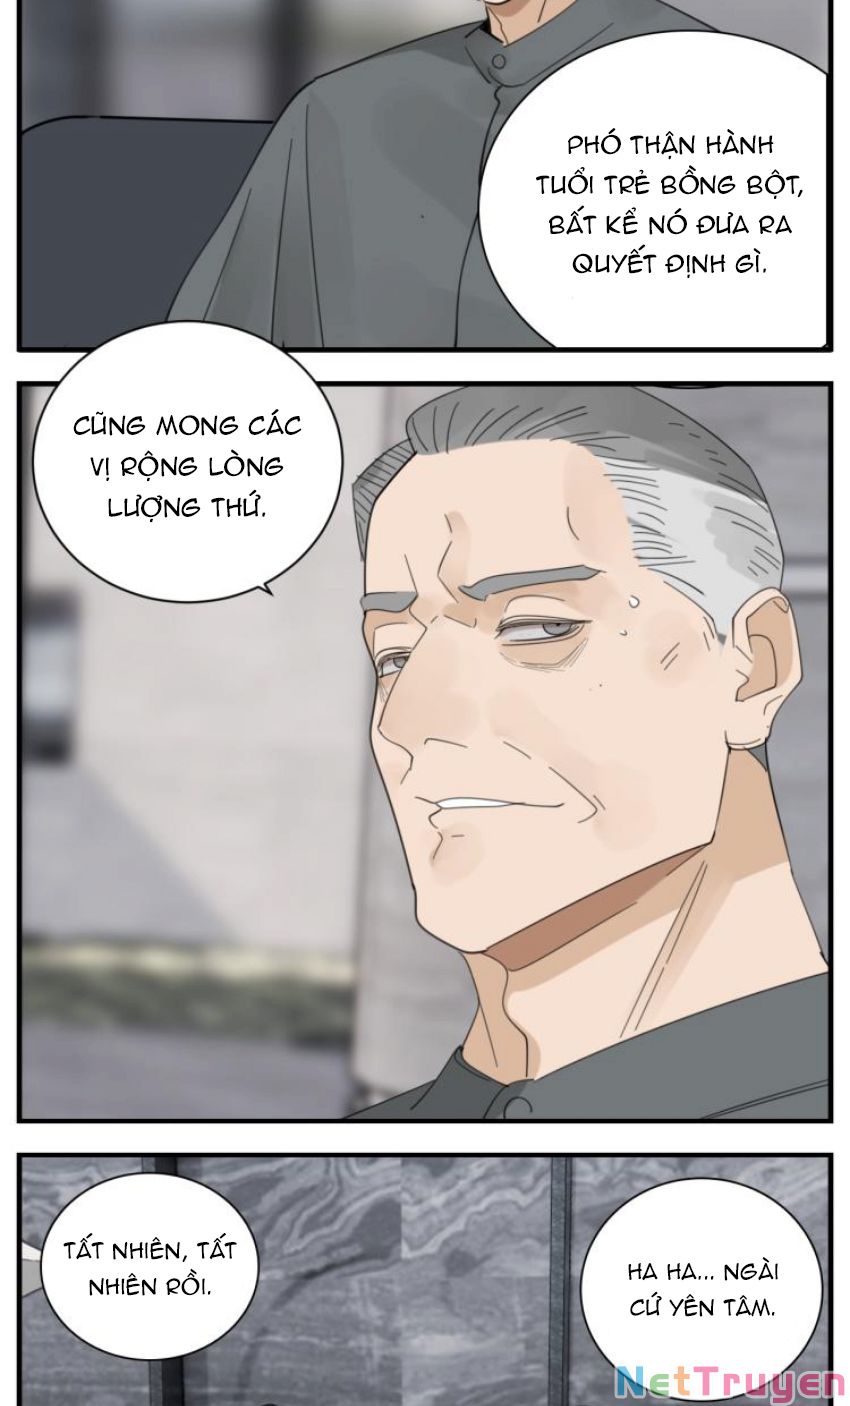 PHÓ THẬN HÀNH
TUỔI TRẺ BỒNG BỘT,
BẤT KỂ NÓ ĐƯA RA
QUYẾT ĐỊNH GÌ.
CŨNG MONG CÁC
VỊ RỘNG LÒNG
LƯỢNG THỨ.
TẤT NHIÊN, TẤT
NHIÊN RỒI.
HA HA... NGÀI
CỨ YÊN TÂM.
NETTRUYEN